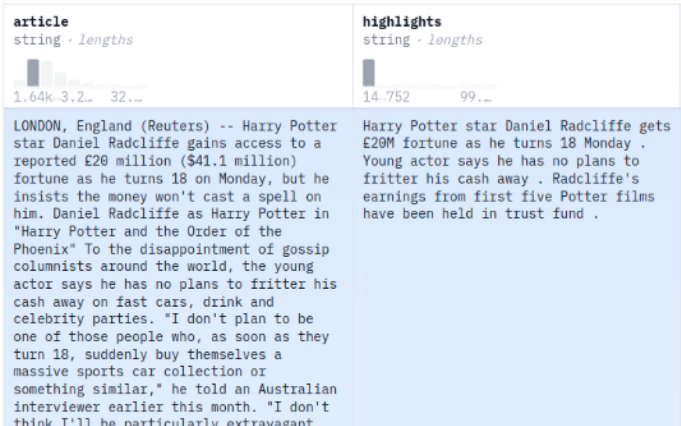 article
string · lengths
1.64k–3.2… 32.…
LONDON, England (Reuters) -- Harry Potter
star Daniel Radcliffe gains access to a
reported £20 million ($41.1 million)
fortune as he turns 18 on Monday, but he
insists the money won't cast a spell on
him. Daniel Radcliffe as Harry Potter in
"Harry Potter and the Order of the
Phoenix" To the disappointment of gossip
columnists around the world, the young
actor says he has no plans to fritter his
cash away on fast cars, drink and
celebrity parties. "I don't plan to be
one of those people who, as soon as they
turn 18, suddenly buy themselves a
massive sports car collection or
something similar," he told an Australian
interviewer earlier this month. "I don't
think I'll be particularly extravagant
highlights
string · lengths
14–752 99.…
Harry Potter star Daniel Radcliffe gets
£20M fortune as he turns 18 Monday .
Young actor says he has no plans to
fritter his cash away . Radcliffe's
earnings from first five Potter films
have been held in trust fund .